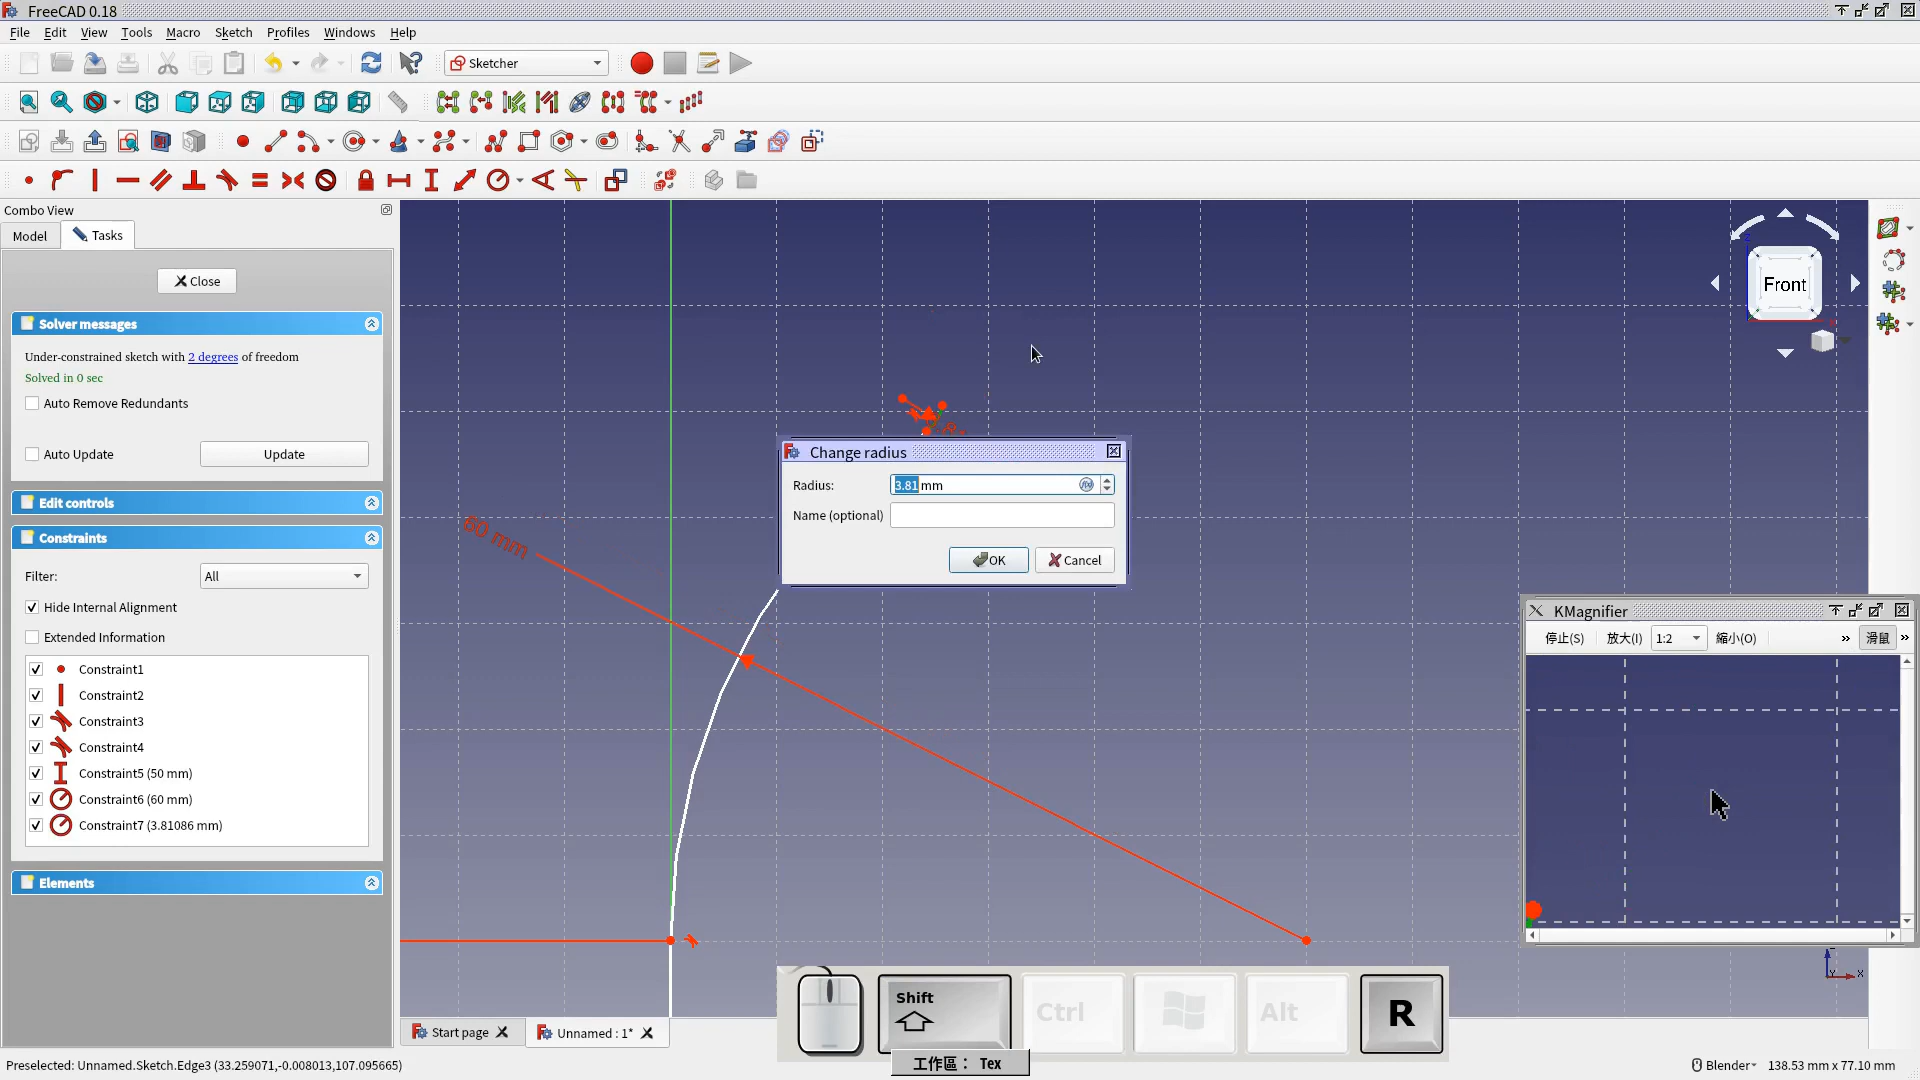 FreeCAD 0.18
File Edit View Tools Macro Sketch Profiles Windows Help
Sketcher
Combo View
Model Tasks
Close
Solver messages
Under-constrained sketch with 2 degrees of freedom
Solved in 0 sec
Auto Remove Redundants
Auto Update Update
Edit controls
Constraints
Filter: All
Hide Internal Alignment
Extended Information
Constraint1
Constraint2
Constraint3
Constraint4
Constraint5 (50 mm)
Constraint6 (60 mm)
Constraint7 (3.81086 mm)
Elements
60 mm
Front
Change radius
Radius: 3.81 mm
Name (optional)
OK Cancel
KMagnifier
停止(S) 放大(I) 1:2 縮小(O) » 滑鼠 »
Shift Ctrl Alt R
Start page Unnamed : 1*
工作區： Tex
Preselected: Unnamed.Sketch.Edge3 (33.259071,-0.008013,107.095665)
Blender 138.53 mm x 77.10 mm